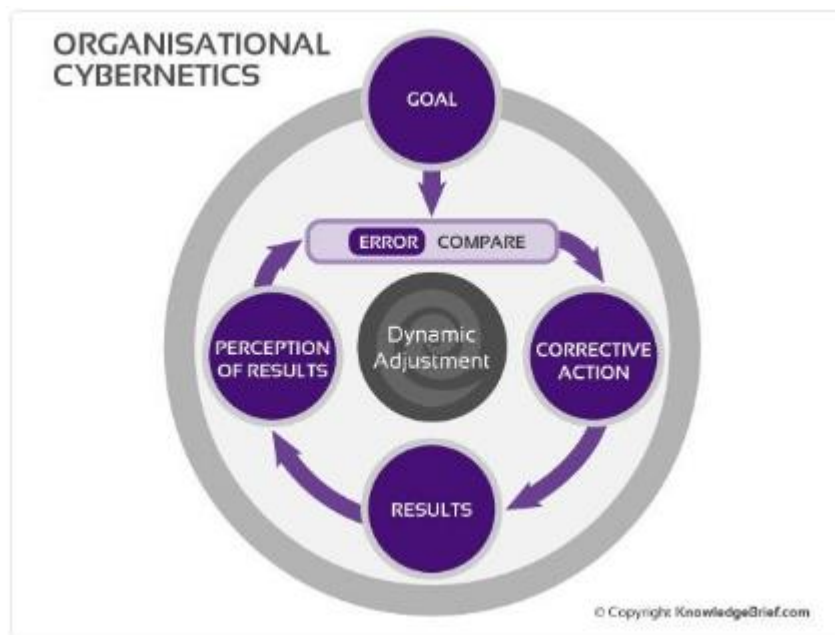 ORGANISATIONAL
CYBERNETICS
GOAL
ERROR COMPARE
PERCEPTION
OF RESULTS
Dynamic
Adjustment
CORRECTIVE
ACTION
RESULTS
© Copyright KnowledgeBrief.com